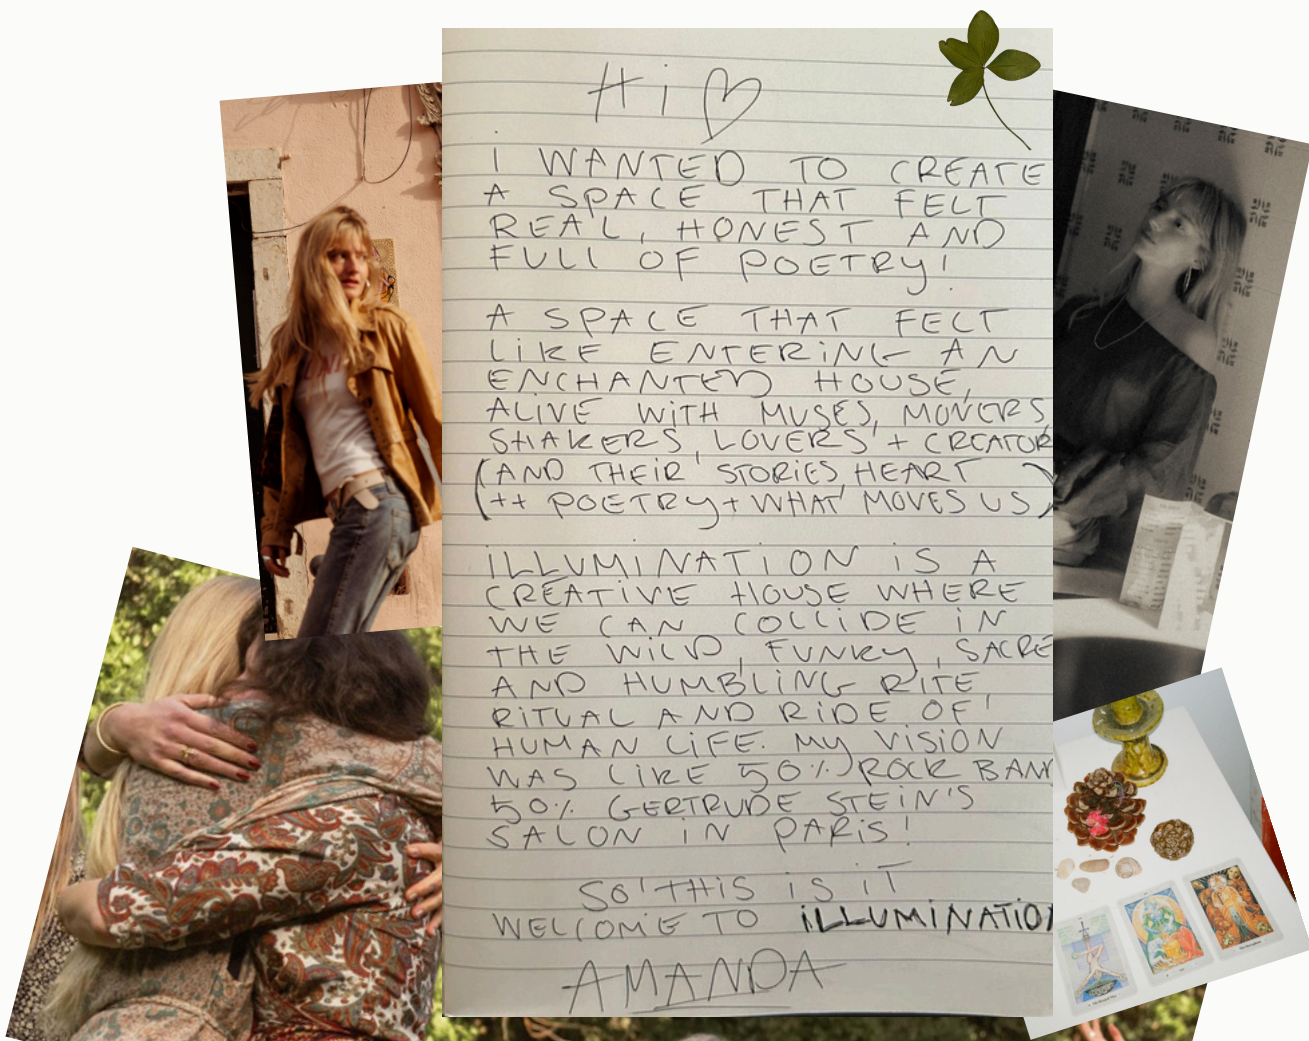 Hi ♡
I WANTED TO CREATE
A SPACE THAT FELT
REAL, HONEST AND
FULL OF POETRY!
A SPACE THAT FELT
LIKE ENTERING AN
ENCHANTED HOUSE,
ALIVE WITH MUSES, MOVERS,
SHAKERS, LOVERS + CREATOR
(AND THEIR STORIES, HEART
++ POETRY + WHAT MOVES US)
ILLUMINATION IS A
CREATIVE HOUSE WHERE
WE CAN COLLIDE IN
THE WILD, FUNKY, SACRE
AND HUMBLING RITE,
RITUAL AND RIDE OF
HUMAN LIFE. MY VISION
WAS LIKE 50% ROCK BAN
50% GERTRUDE STEIN'S
SALON IN PARIS!
SO THIS IS IT
WELCOME TO ILLUMINATIO
AMANDA